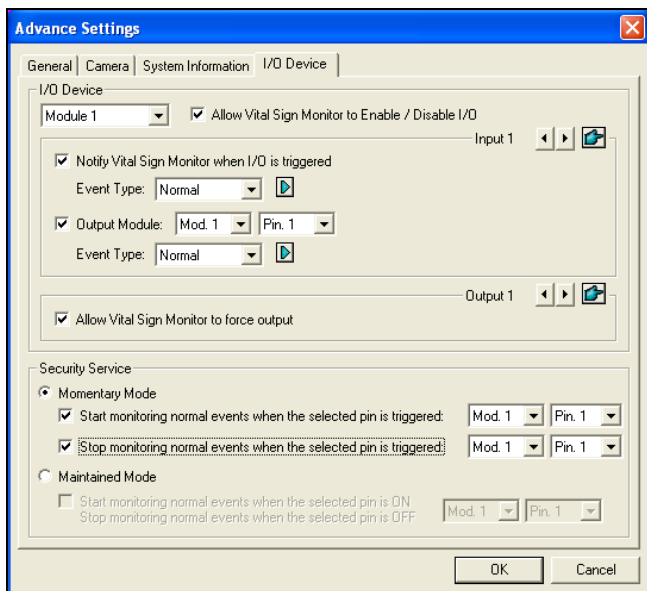 Advance Settings
General Camera System Information I/O Device
I/O Device
Module 1 Allow Vital Sign Monitor to Enable / Disable I/O
Input 1
Notify Vital Sign Monitor when I/O is triggered
Event Type: Normal
Output Module: Mod. 1 Pin. 1
Event Type: Normal
Output 1
Allow Vital Sign Monitor to force output
Security Service
Momentary Mode
Start monitoring normal events when the selected pin is triggered: Mod. 1 Pin. 1
Stop monitoring normal events when the selected pin is triggered: Mod. 1 Pin. 1
Maintained Mode
Start monitoring normal events when the selected pin is ON
Stop monitoring normal events when the selected pin is OFF Mod. 1 Pin. 1
OK Cancel